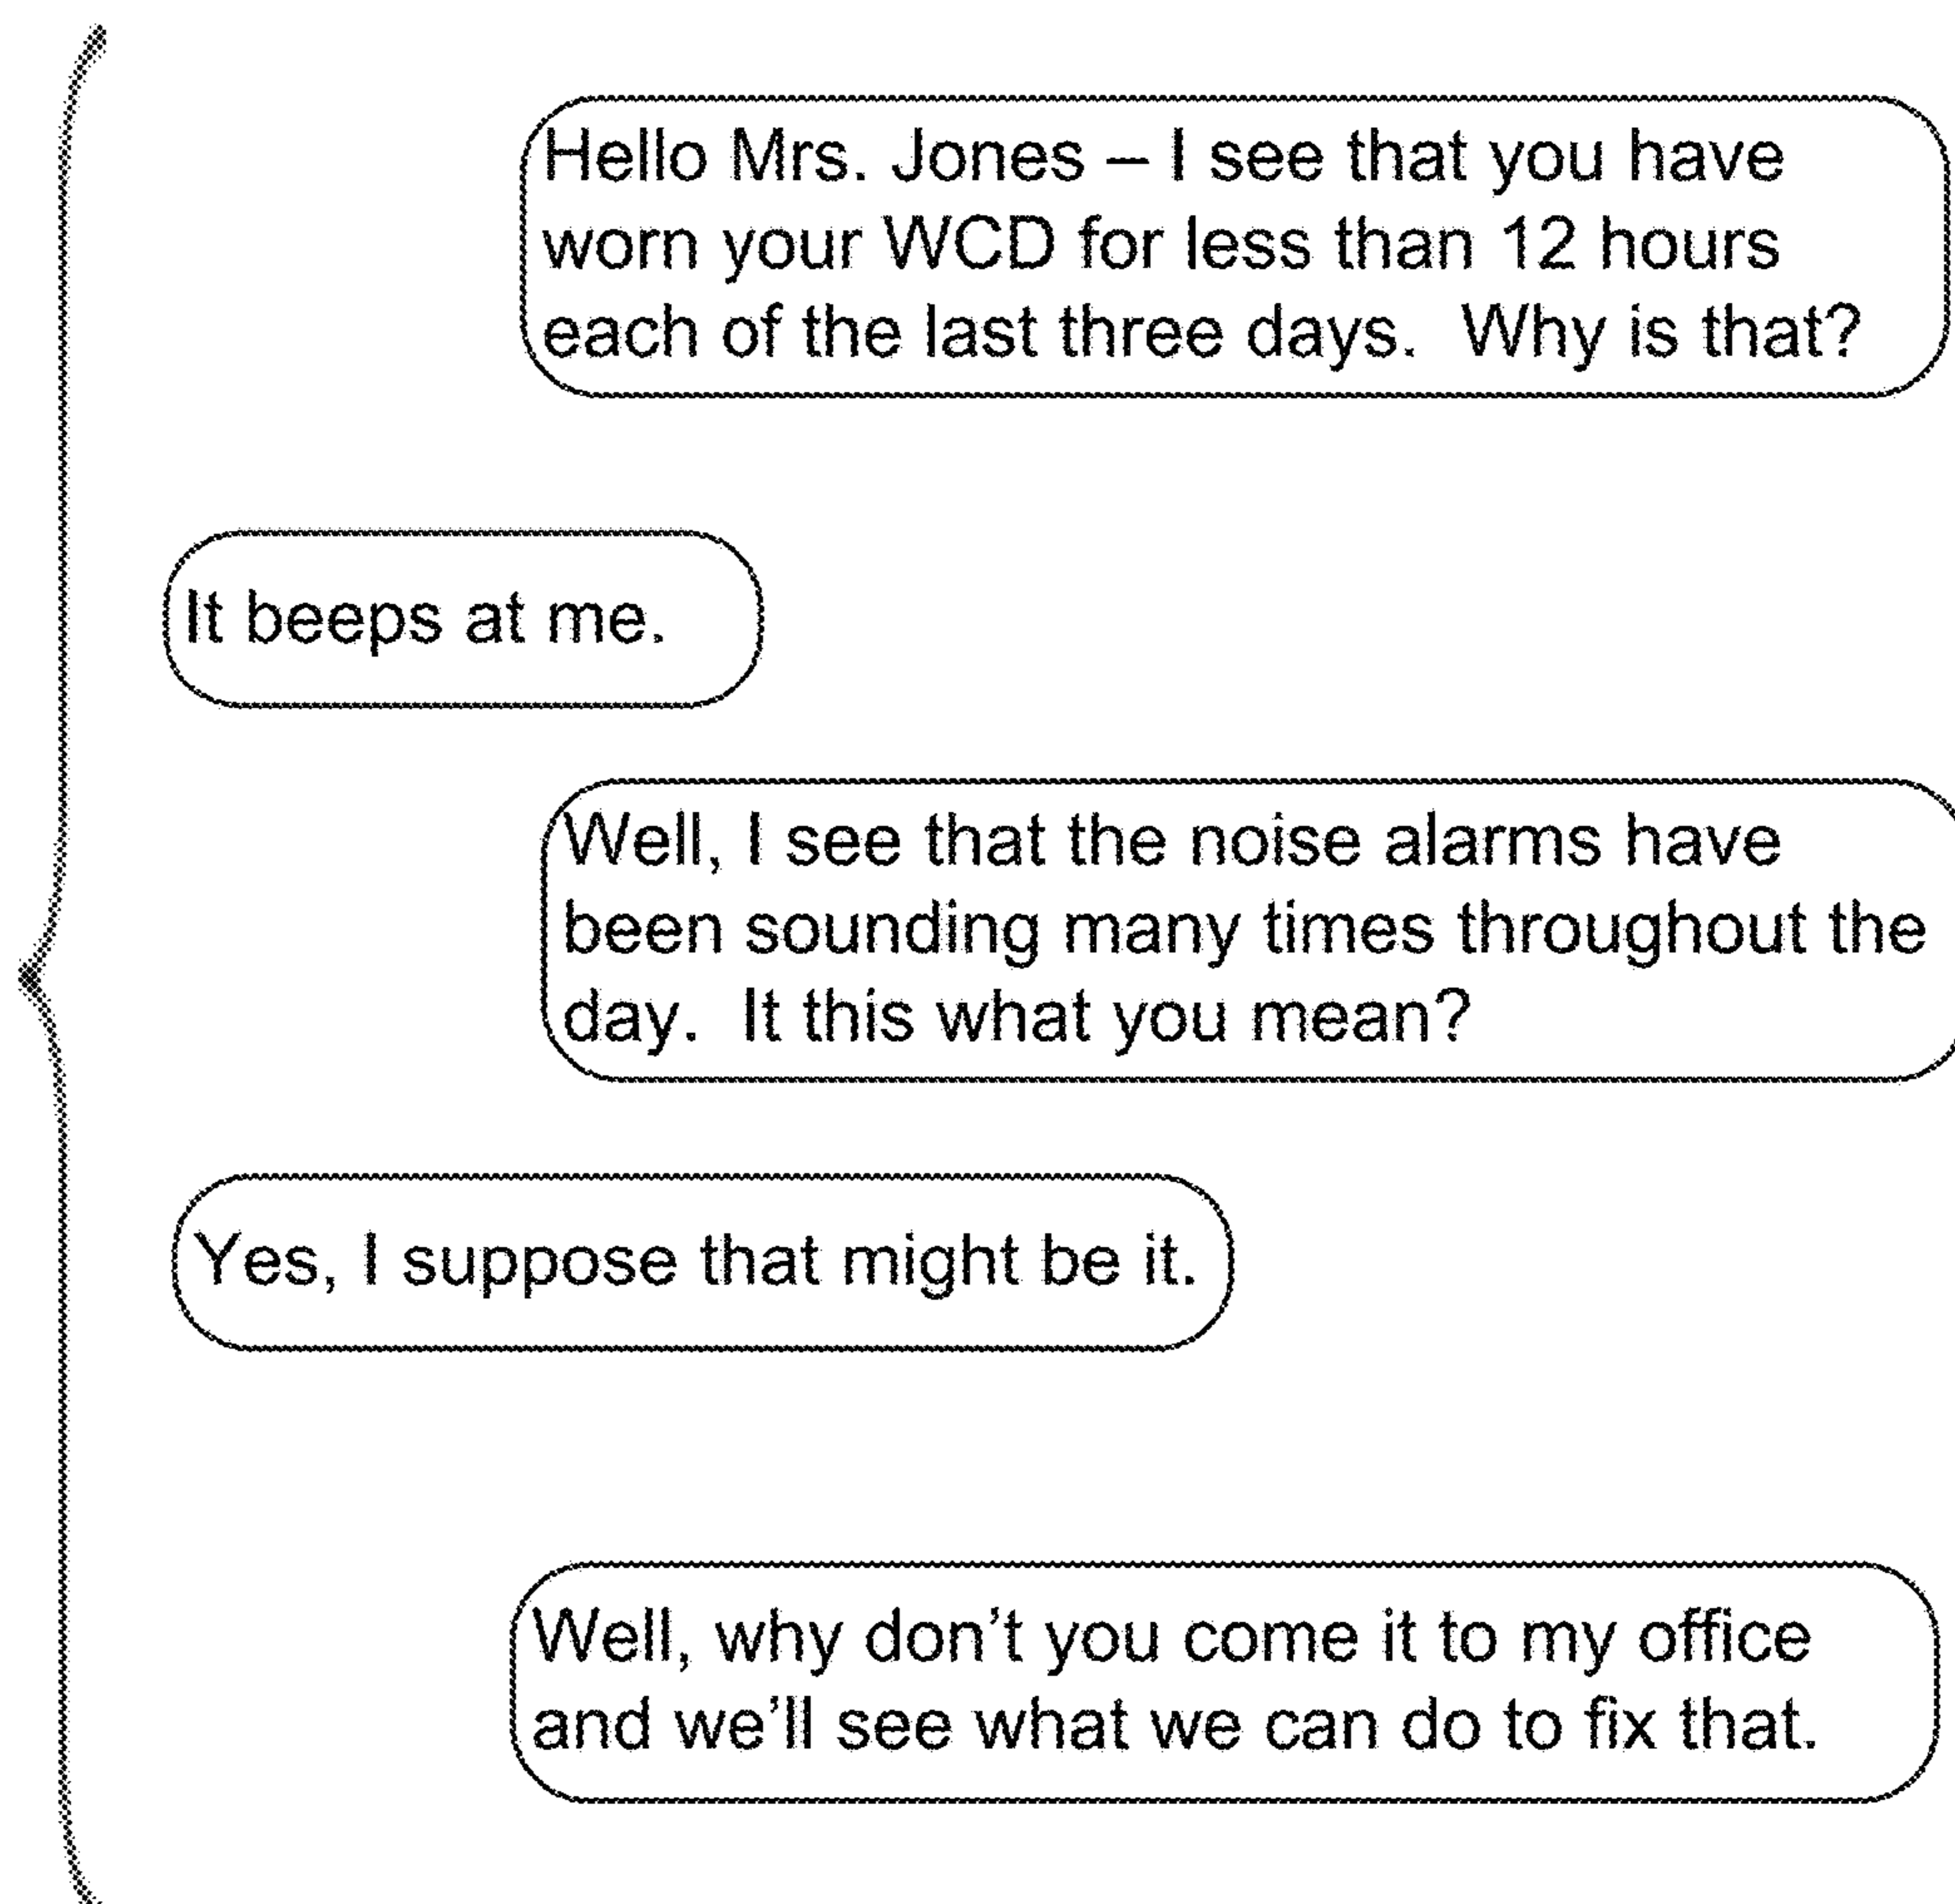 Hello Mrs. Jones – I see that you have
worn your WCD for less than 12 hours
each of the last three days.  Why is that?
It beeps at me.
Well, I see that the noise alarms have
been sounding many times throughout the
day.  It this what you mean?
Yes, I suppose that might be it.
Well, why don’t you come it to my office
and we’ll see what we can do to fix that.